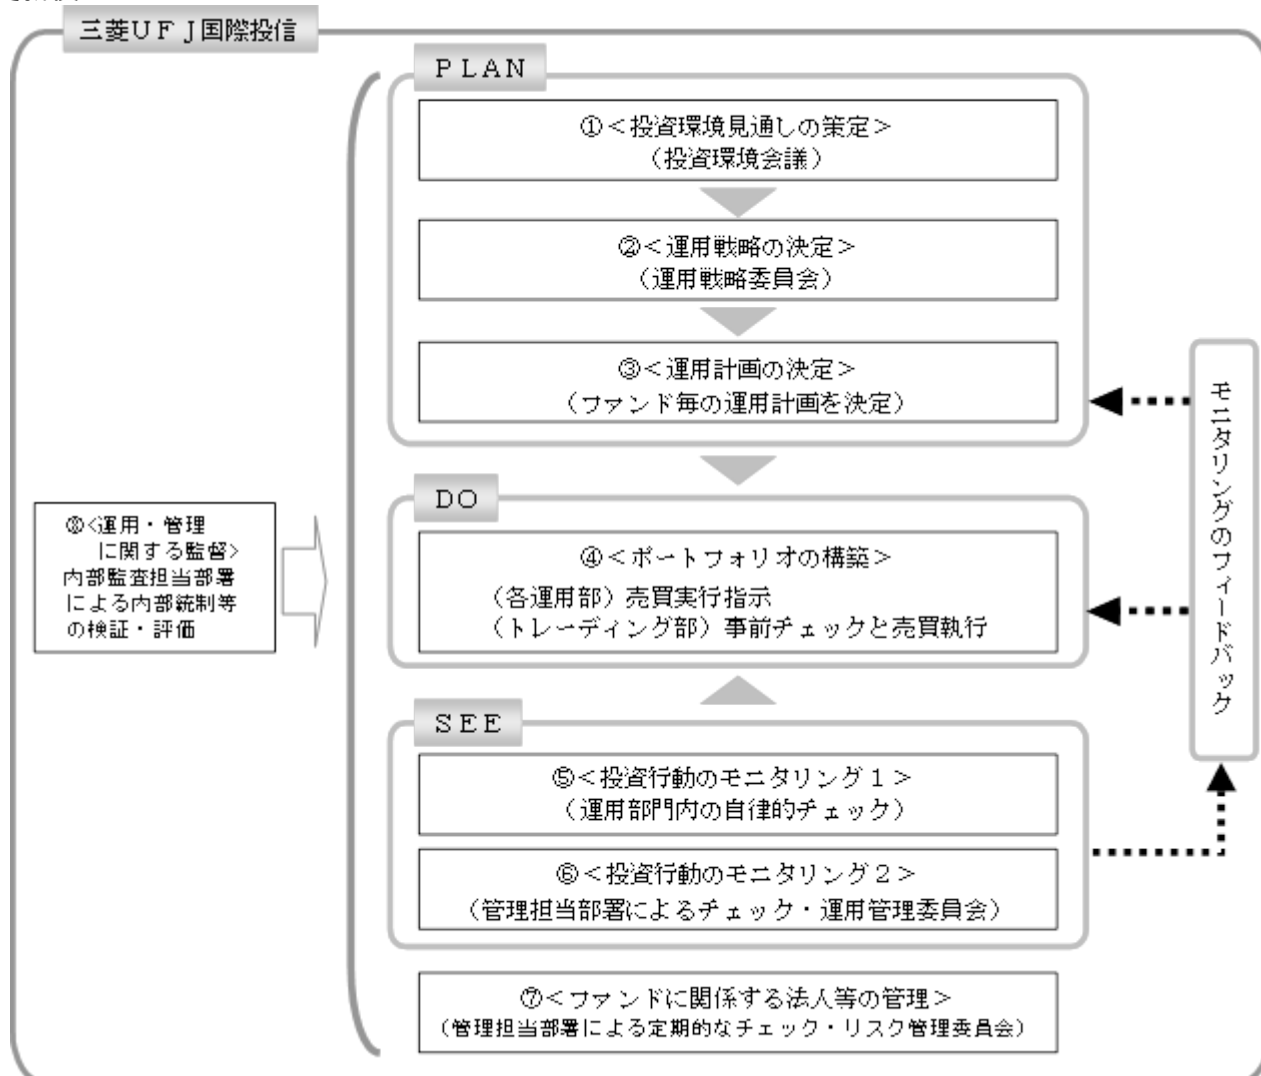 三菱ＵＦＪ国際投信
ＰＬＡＮ
①＜投資環境見通しの策定＞
（投資環境会議）
②＜運用戦略の決定＞
（運用戦略委員会）
③＜運用計画の決定＞
（ファンド毎の運用計画を決定）
ＤＯ
④＜ポートフォリオの構築＞
（各運用部）売買実行指示
（トレーディング部）事前チェックと売買執行
ＳＥＥ
⑤＜投資行動のモニタリング１＞
（運用部門内の自律的チェック）
⑥＜投資行動のモニタリング２＞
（管理担当部署によるチェック・運用管理委員会）
⑦＜ファンドに関係する法人等の管理＞
（管理担当部署による定期的なチェック・リスク管理委員会）
⑧<運用・管理
に関する監督>
内部監査担当部署
による内部統制等
の検証・評価
モニタリングのフィードバック